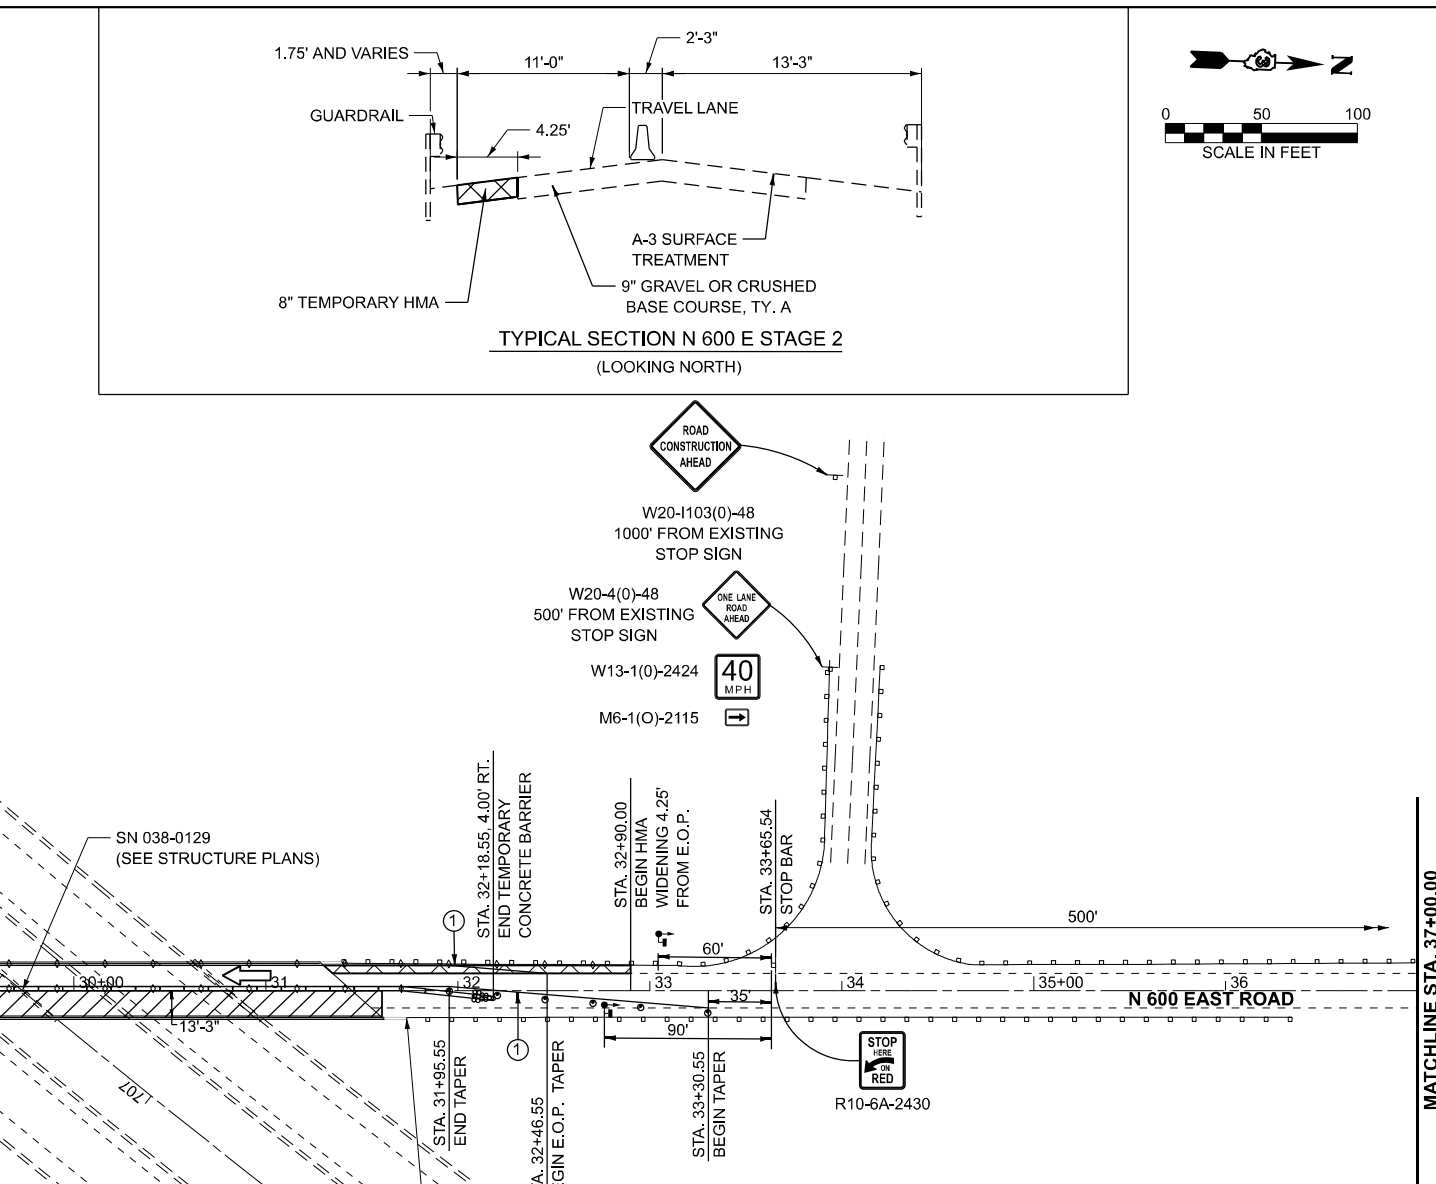 1.75' AND VARIES
11'-0"
2'-3"
13'-3"
GUARDRAIL
4.25'
TRAVEL LANE
A-3 SURFACE
TREATMENT
8" TEMPORARY HMA
9" GRAVEL OR CRUSHED
BASE COURSE, TY. A
TYPICAL SECTION N 600 E STAGE 2
(LOOKING NORTH)
N
0 50 100
SCALE IN FEET
ROAD
CONSTRUCTION
AHEAD
W20-I103(0)-48
1000' FROM EXISTING
STOP SIGN
W20-4(0)-48
500' FROM EXISTING
STOP SIGN
ONE LANE
ROAD
AHEAD
W13-1(0)-2424
40
MPH
M6-1(O)-2115
SN 038-0129
(SEE STRUCTURE PLANS)
1
STA. 32+18.55, 4.00' RT.
END TEMPORARY
CONCRETE BARRIER
STA. 32+90.00
BEGIN HMA
WIDENING 4.25'
FROM E.O.P.
STA. 33+65.54
STOP BAR
60'
500'
30+00 31 32 33 34 35+00 36
N 600 EAST ROAD
13'-3"
35'
90'
1
STA. 31+95.55
END TAPER
TA. 32+46.55
GIN E.O.P. TAPER
STA. 33+30.55
BEGIN TAPER
STOP
HERE
ON
RED
R10-6A-2430
1707
MATCHLINE STA. 37+00.00